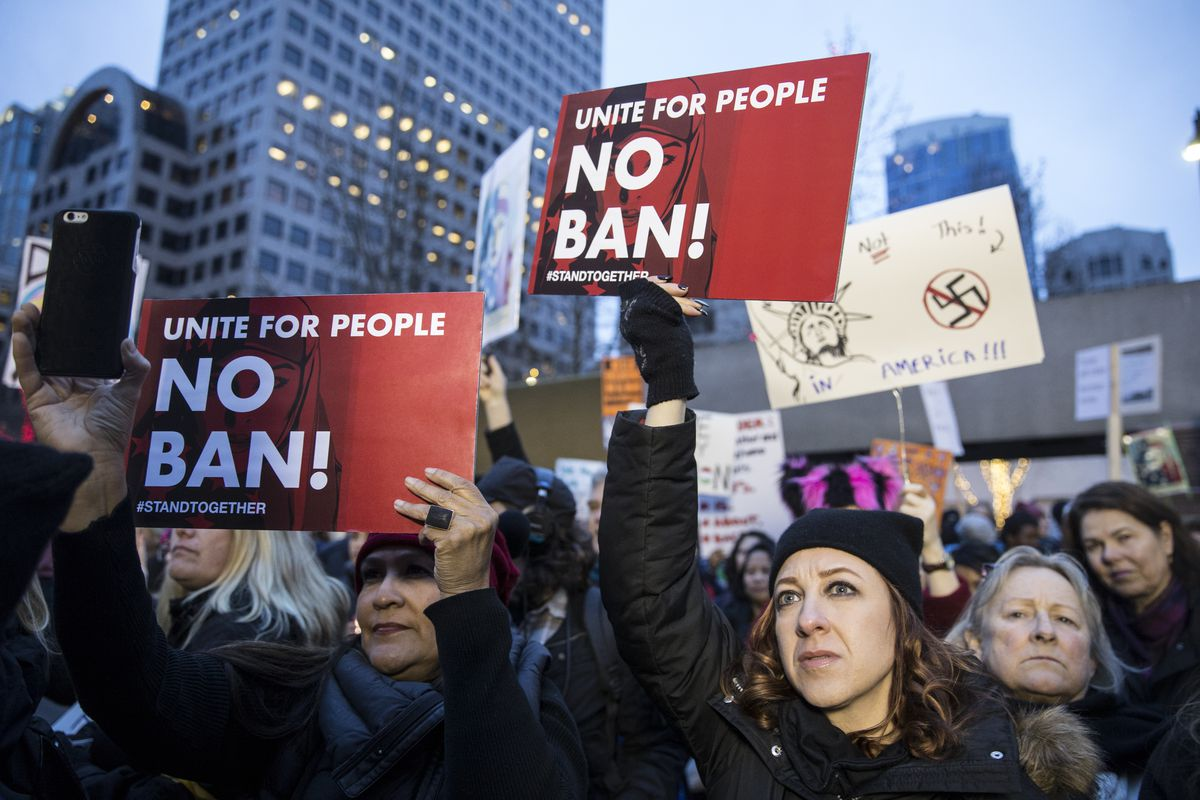 UNITE FOR PEOPLE
NO
BAN!
#STANDTOGETHER
UNITE FOR PEOPLE
NO
BAN!
#STANDTOGETHER
Not This!
in AMERICA!!!